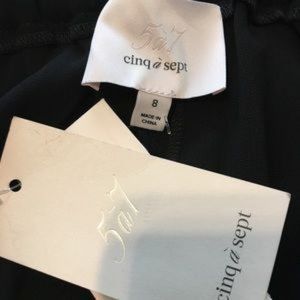 5à7
cinq à sept
8
MADE IN
CHINA
5à7
cinq à sept